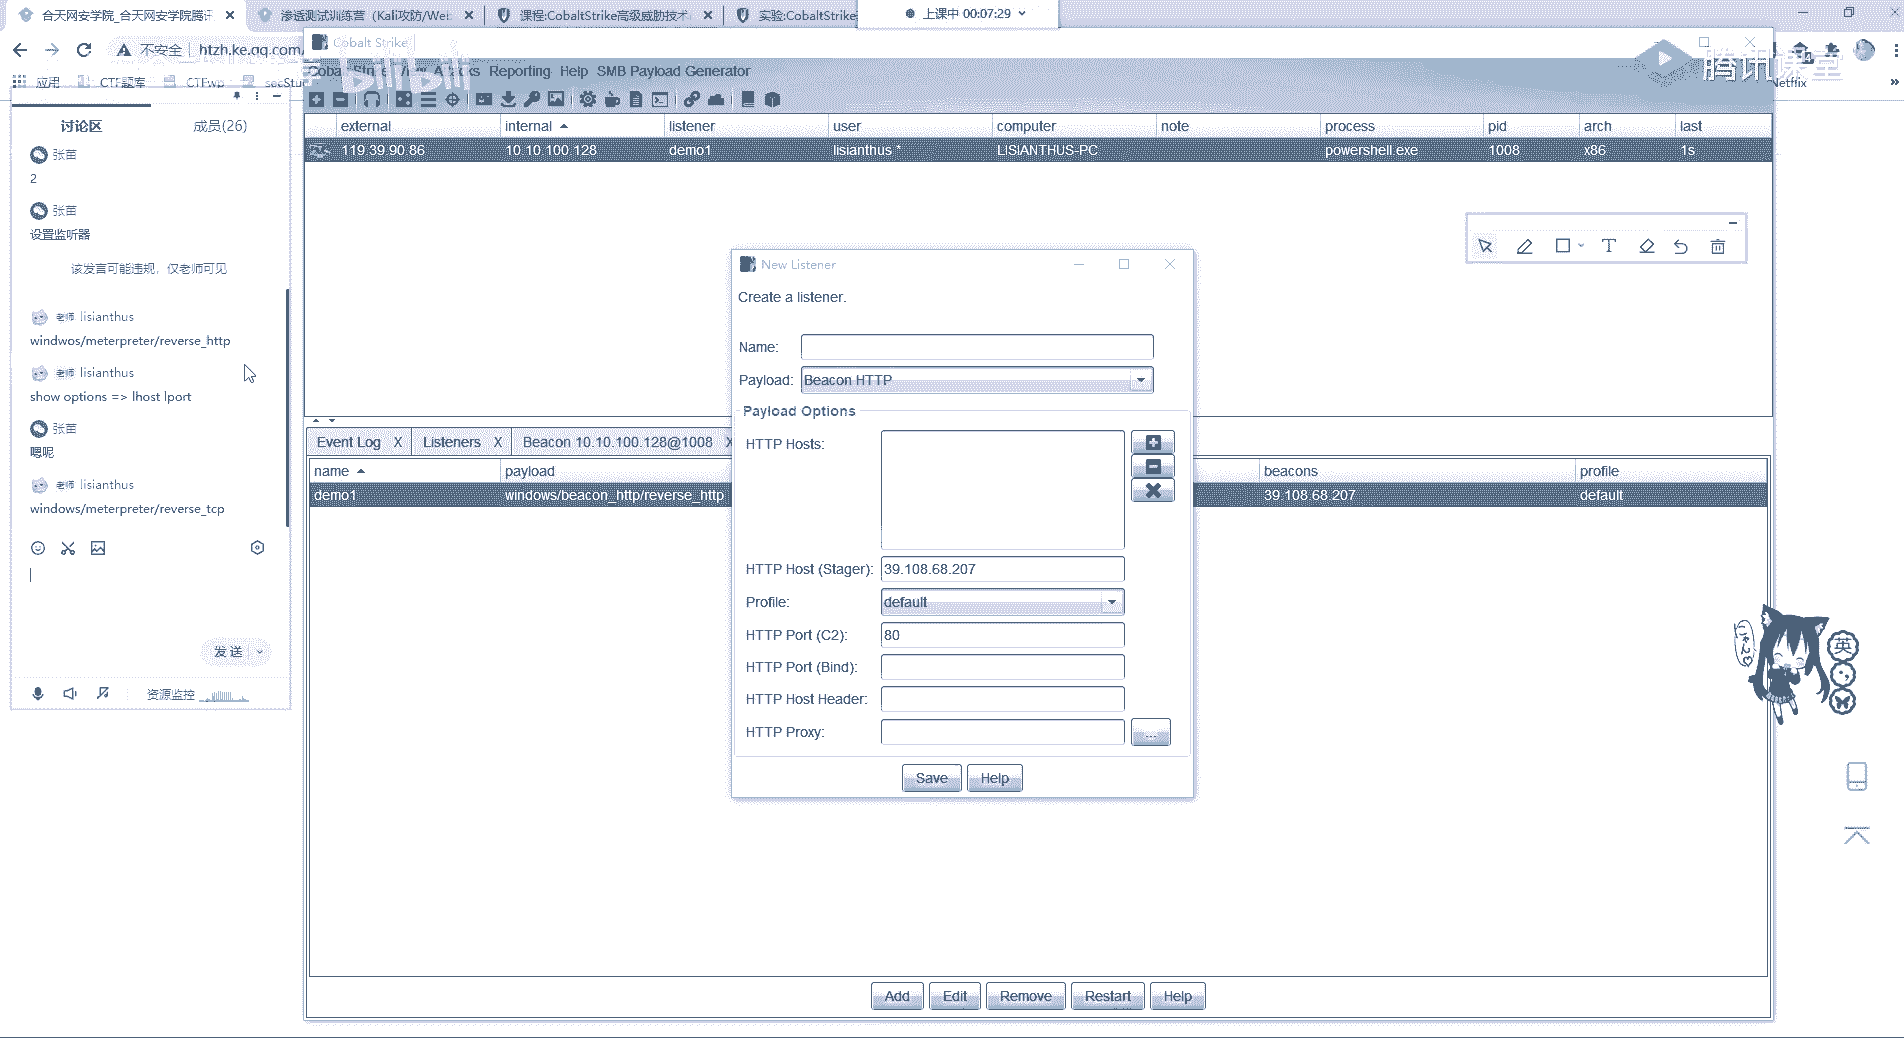 合天网安学院_合天网安学院腾讯
渗透测试训练营（Kali攻防/We
课程:CobaltStrike高级威胁技术
实验:CobaltStrike
上课中 00:07:29
不安全
htzh.ke.qq.com/
应用
CTF题库
CTFwp
secStu
Netflix
bilibili
腾讯课堂
讨论区
成员(26)
张苗
2
张苗
设置监听器
该发言可能违规，仅老师可见
老师 lisianthus
windwos/meterpreter/reverse_http
老师 lisianthus
show options => lhost lport
张苗
嗯呢
老师 lisianthus
windows/meterpreter/reverse_tcp
发送
资源监控
Cobalt Strike
Reporting Help SMB Payload Generator
external internal listener user computer note process pid arch last
119.39.90.86 10.10.100.128 demo1 lisianthus * LISIANTHUS-PC powershell.exe 1008 x86 1s
Event Log X Listeners X Beacon 10.10.100.128@1008 X
name payload beacons profile
demo1 windows/beacon_http/reverse_http 39.108.68.207 default
New Listener
Create a listener.
Name:
Payload: Beacon HTTP
Payload Options
HTTP Hosts:
HTTP Host (Stager): 39.108.68.207
Profile: default
HTTP Port (C2): 80
HTTP Port (Bind):
HTTP Host Header:
HTTP Proxy: ...
Save Help
Add Edit Remove Restart Help
英